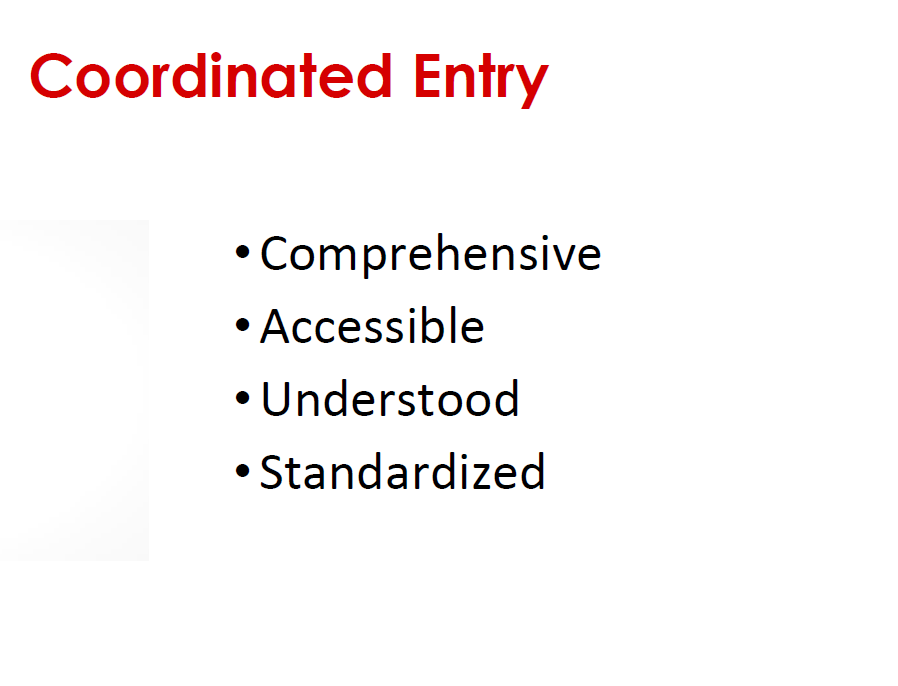 Coordinated Entry
• Comprehensive
• Accessible
• Understood
• Standardized